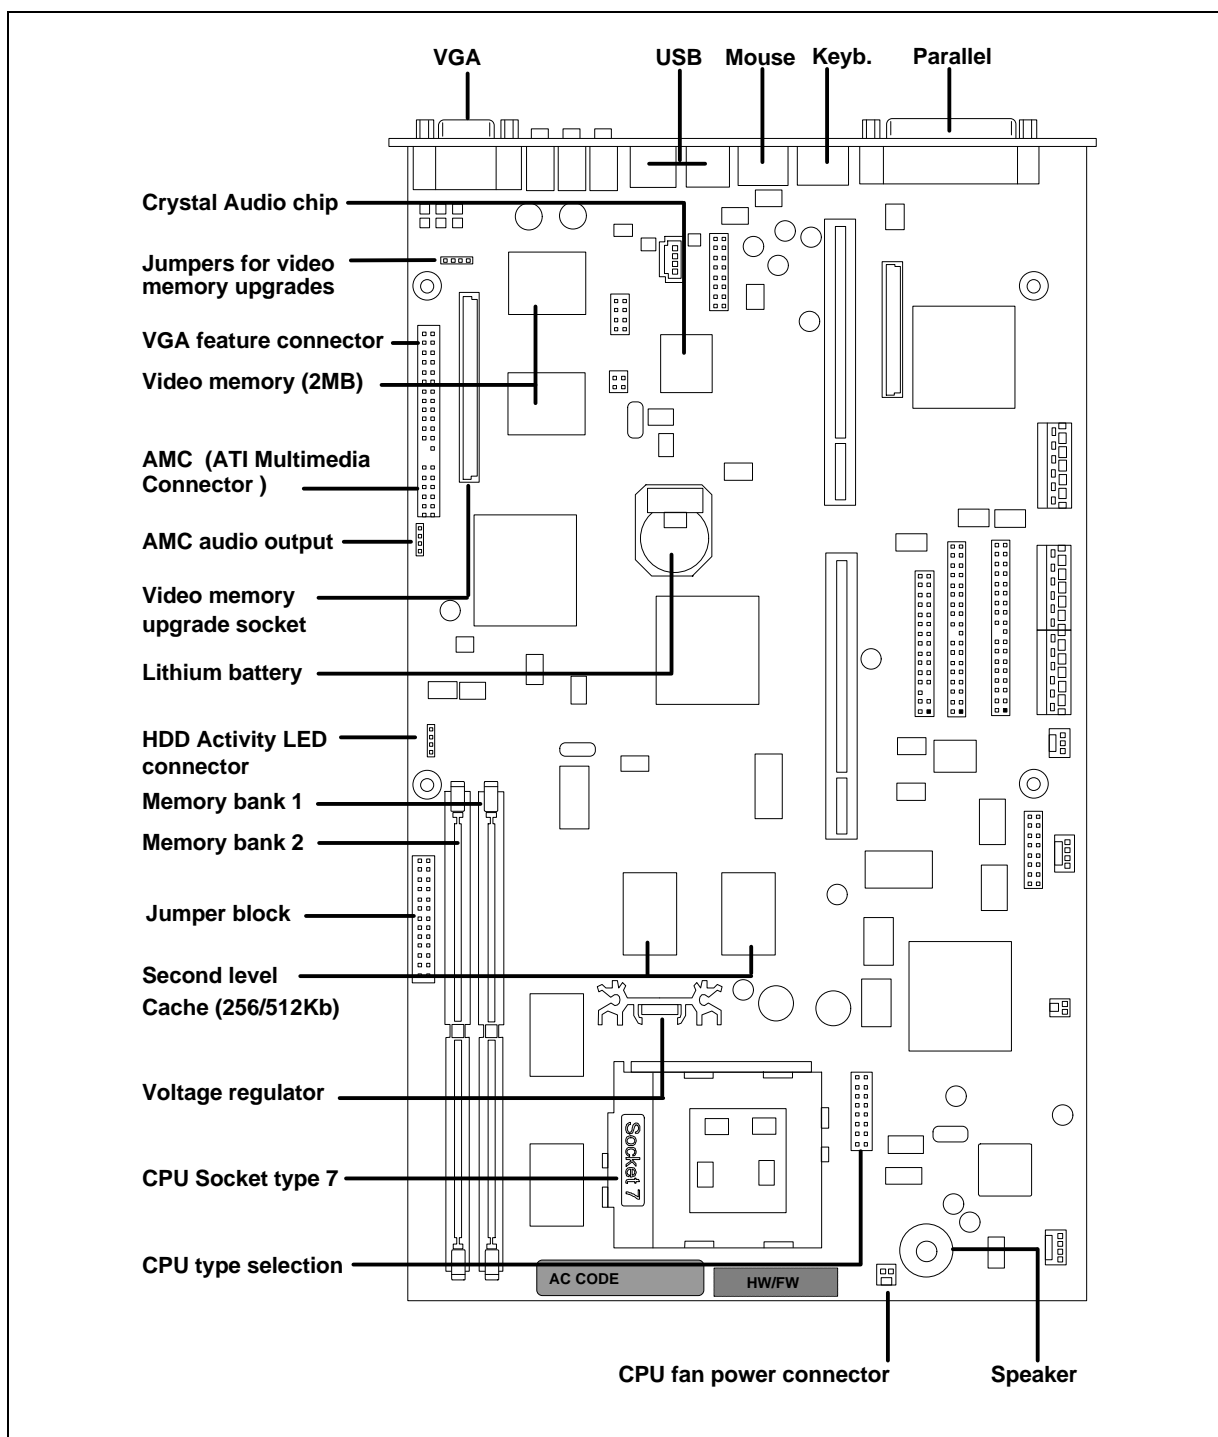 VGA USB Mouse Keyb. Parallel
Crystal Audio chip
Jumpers for video
memory upgrades
VGA feature connector
Video memory (2MB)
AMC (ATI Multimedia
Connector )
AMC audio output
Video memory
upgrade socket
Lithium battery
HDD Activity LED
connector
Memory bank 1
Memory bank 2
Jumper block
Second level
Cache (256/512Kb)
Voltage regulator
Socket 7
CPU Socket type 7
CPU type selection
AC CODE HW/FW
CPU fan power connector Speaker